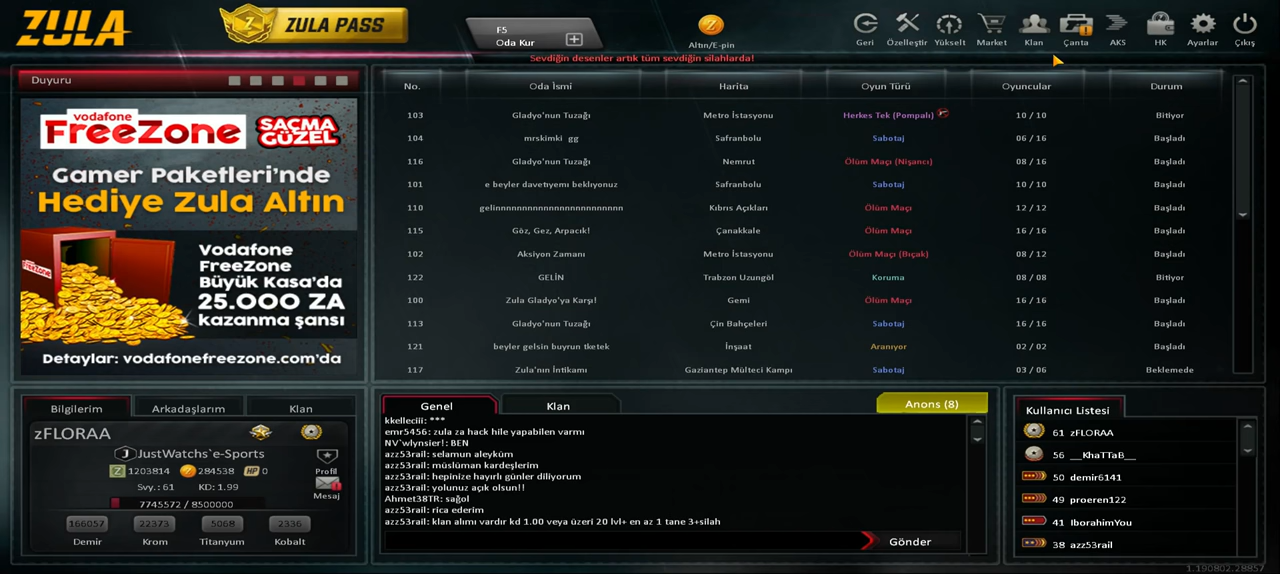 ZULA
ZULA PASS
F5
Oda Kur
Altın/E-pin
Geri
Özelleştir
Yükselt
Market
Klan
Çanta
AKS
HK
Ayarlar
Çıkış
Sevdiğin desenler artık tüm sevdiğin silahlarda!
Duyuru
vodafone
FreeZone
SAÇMA
GÜZEL
Gamer Paketleri'nde
Hediye Zula Altın
FreeZone
Vodafone
FreeZone
Büyük Kasa'da
25.000 ZA
kazanma şansı
Detaylar: vodafonefreezone.com'da
No. Oda İsmi Harita Oyun Türü Oyuncular Durum
103 Gladyo'nun Tuzağı Metro İstasyonu Herkes Tek (Pompalı) 10 / 10 Bitiyor
104 mrskimki gg Safranbolu Sabotaj 06 / 16 Başladı
116 Gladyo'nun Tuzağı Nemrut Ölüm Maçı (Nişancı) 08 / 16 Başladı
101 e beyler davetıyemı beklıyonuz Safranbolu Sabotaj 10 / 10 Başladı
110 gelinnnnnnnnnnnnnnnnnnnnnnnnn Kıbrıs Açıkları Ölüm Maçı 12 / 12 Başladı
115 Göz, Gez, Arpacık! Çanakkale Ölüm Maçı 16 / 16 Başladı
102 Aksiyon Zamanı Metro İstasyonu Ölüm Maçı (Bıçak) 08 / 12 Başladı
122 GELİN Trabzon Uzungöl Koruma 08 / 08 Bitiyor
100 Zula Gladyo'ya Karşı! Gemi Ölüm Maçı 16 / 16 Başladı
113 Gladyo'nun Tuzağı Çin Bahçeleri Sabotaj 16 / 16 Başladı
121 beyler gelsin buyrun tketek İnşaat Aranıyor 02 / 02 Başladı
117 Zula'nın İntikamı Gaziantep Mülteci Kampı Sabotaj 03 / 06 Beklemede
Bilgilerim
Arkadaşlarım
Klan
zFLORAA
JustWatchs`e-Sports
1203814 284538 HP 0
Svy. : 61 KD: 1.99
7745572 / 8500000
Profil
Mesaj
166057 22373 5068 2336
Demir Krom Titanyum Kobalt
Genel
Klan
Anons (8)
kkelleciii: ***
emr5456: zula za hack hile yapabilen varmı
NV`wlynsier!: BEN
azz53rail: selamun aleyküm
azz53rail: müslüman kardeşlerim
azz53rail: hepinize hayırlı günler diliyorum
azz53rail: yolunuz açık olsun!!
Ahmet38TR: sağol
azz53rail: rica ederim
azz53rail: klan alımı vardır kd 1.00 veya üzeri 20 lvl+ en az 1 tane 3+silah
Gönder
Kullanıcı Listesi
61 zFLORAA
56 __KhaTTaB__
50 demir6141
49 proeren122
41 IborahimYou
38 azz53rail
1.190802.28857